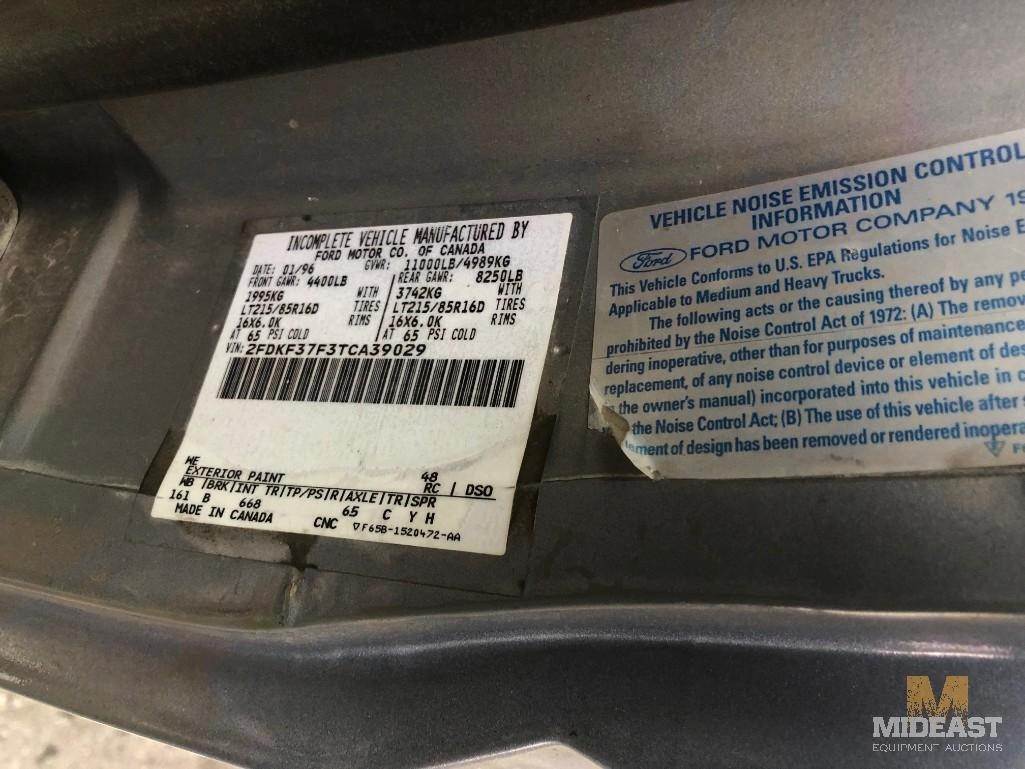 INCOMPLETE VEHICLE MANUFACTURED BY
FORD MOTOR CO. OF CANADA
DATE: 01/96 GVWR: 11000LB/4989KG
FRONT GAWR: 4400LB REAR GAWR: 8250LB
1995KG WITH 3742KG WITH
LT215/85R16D TIRES LT215/85R16D TIRES
16X6.0K RIMS 16X6.0K RIMS
AT 65 PSI COLD AT 65 PSI COLD
VIN: 2FDKF37F3TCA39029
ME 48
EXTERIOR PAINT RC DSO
WB |BRK|INT TR|TP/PS|R|AXLE|TR|SPR
161 B 668 65 C Y H
MADE IN CANADA CNC ▽F65B-1520472-AA
VEHICLE NOISE EMISSION CONTROL
INFORMATION
Ford FORD MOTOR COMPANY 19
This Vehicle Conforms to U.S. EPA Regulations for Noise E
Applicable to Medium and Heavy Trucks.
The following acts or the causing thereof by any pe
prohibited by the Noise Control Act of 1972: (A) The remov
dering inoperative, other than for purposes of maintenance
replacement, of any noise control device or element of des
the owner's manual) incorporated into this vehicle in c
the Noise Control Act; (B) The use of this vehicle after s
ement of design has been removed or rendered inopera
M
MIDEAST
EQUIPMENT AUCTIONS